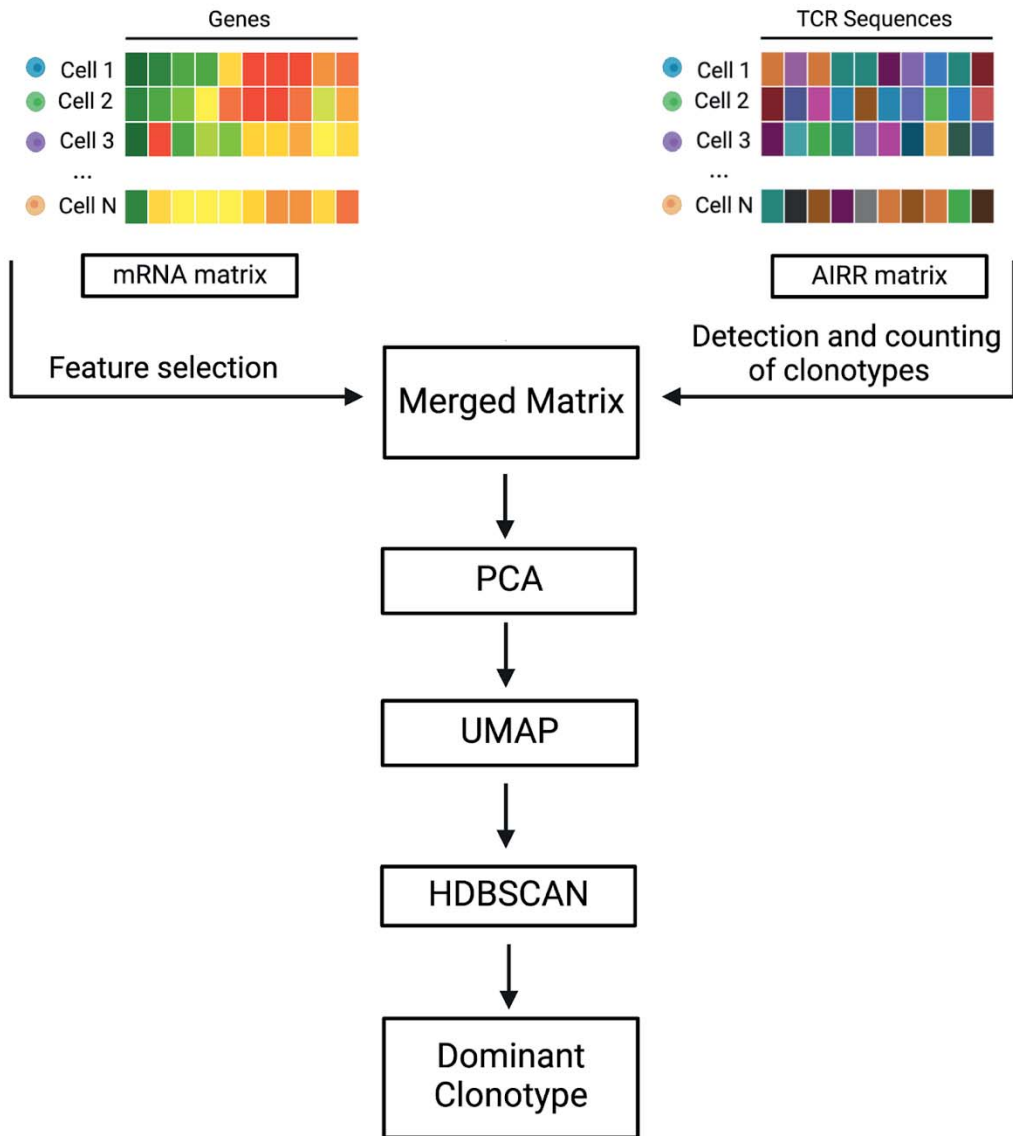 Genes
Cell 1
Cell 2
Cell 3
...
Cell N
mRNA matrix
Feature selection
TCR Sequences
Cell 1
Cell 2
Cell 3
...
Cell N
AIRR matrix
Detection and counting
of clonotypes
Merged Matrix
PCA
UMAP
HDBSCAN
Dominant
Clonotype